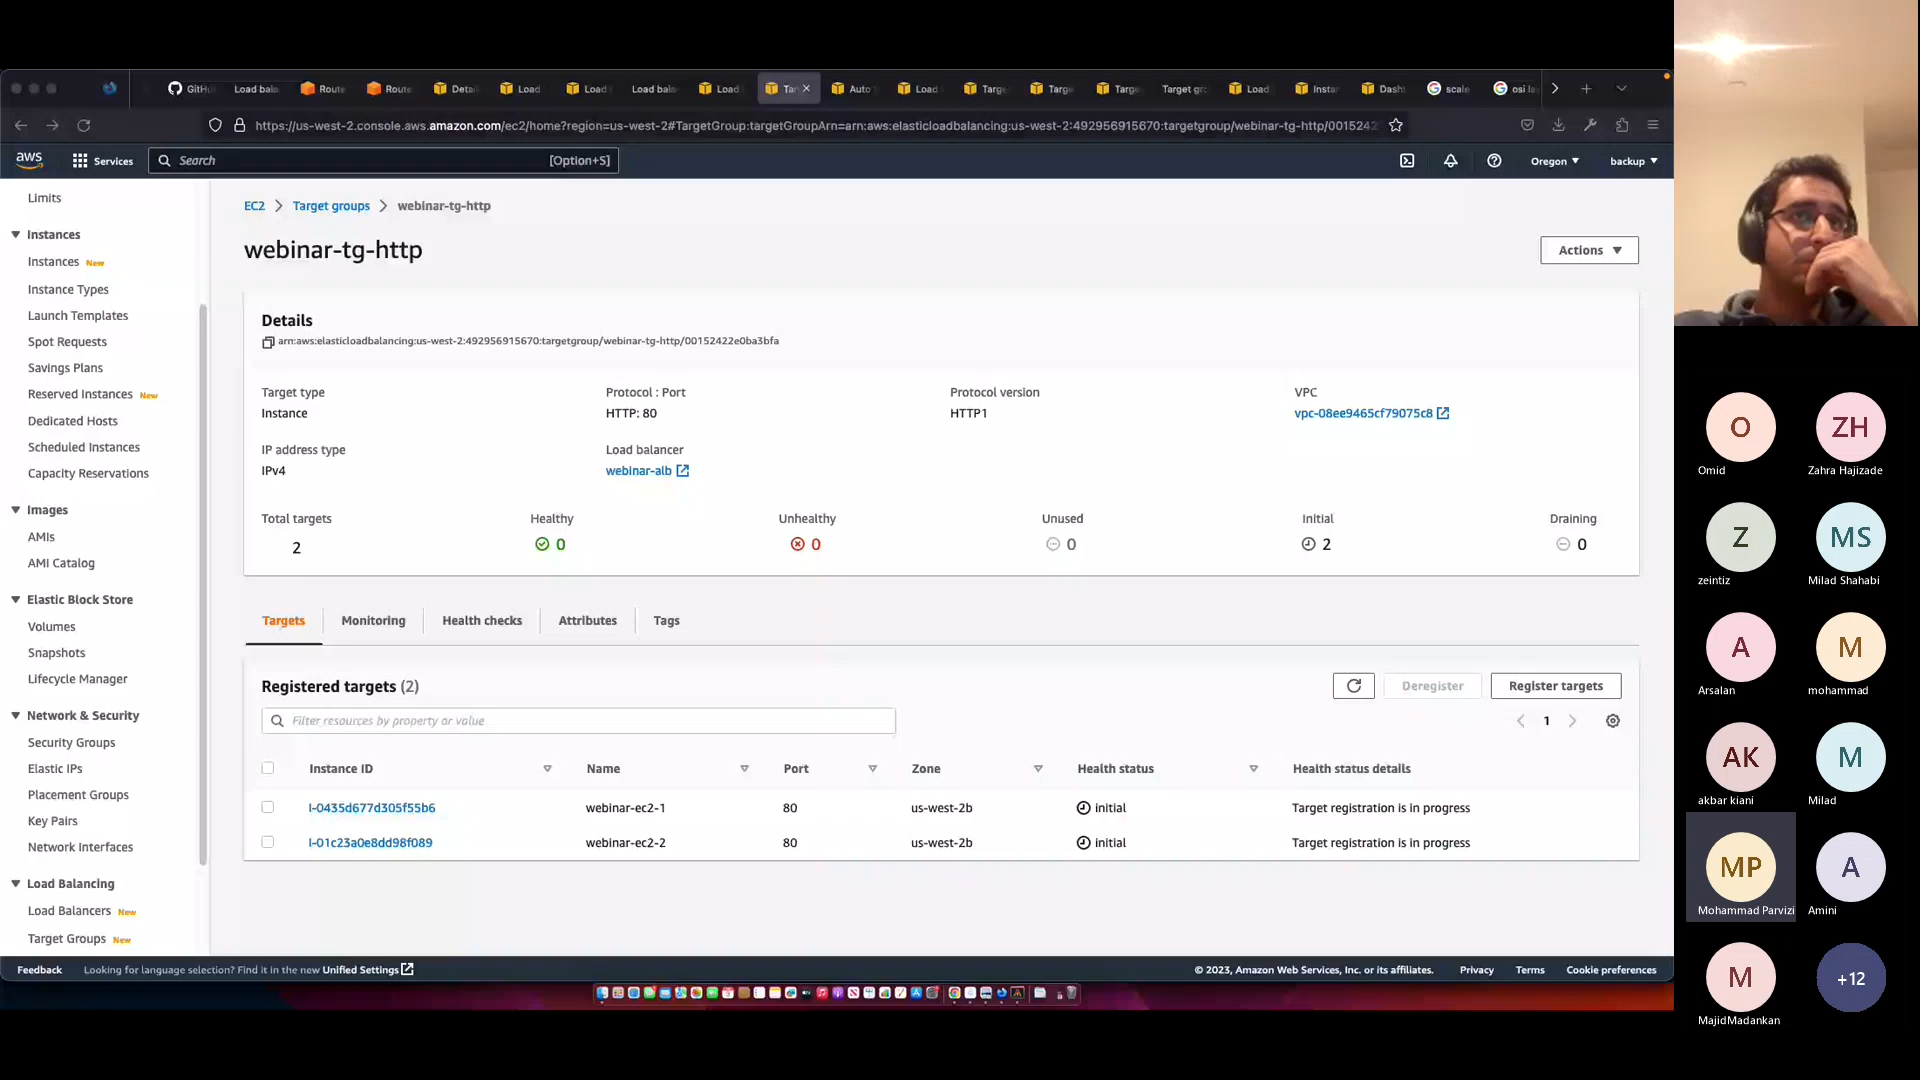 GitHu
Load bala
Route
Route
Detai
Load
Load
Load bala
Load
Tar
Auto
Load
Targe
Targe
Targe
Target gro
Load
Instan
Dash
scale
osi la
https://us-west-2.console.aws.amazon.com/ec2/home?region=us-west-2#TargetGroup:targetGroupArn=arn:aws:elasticloadbalancing:us-west-2:492956915670:targetgroup/webinar-tg-http/0015242
aws
Services
Search
[Option+S]
Oregon
backup
Limits
Instances
Instances New
Instance Types
Launch Templates
Spot Requests
Savings Plans
Reserved Instances New
Dedicated Hosts
Scheduled Instances
Capacity Reservations
Images
AMIs
AMI Catalog
Elastic Block Store
Volumes
Snapshots
Lifecycle Manager
Network & Security
Security Groups
Elastic IPs
Placement Groups
Key Pairs
Network Interfaces
Load Balancing
Load Balancers New
Target Groups New
EC2 > Target groups > webinar-tg-http
webinar-tg-http
Actions
Details
arn:aws:elasticloadbalancing:us-west-2:492956915670:targetgroup/webinar-tg-http/00152422e0ba3bfa
Target type
Instance
Protocol : Port
HTTP: 80
Protocol version
HTTP1
VPC
vpc-08ee9465cf79075c8
IP address type
IPv4
Load balancer
webinar-alb
Total targets
2
Healthy
0
Unhealthy
0
Unused
0
Initial
2
Draining
0
Targets
Monitoring
Health checks
Attributes
Tags
Registered targets (2)
Deregister
Register targets
Filter resources by property or value
1
Instance ID Name Port Zone Health status Health status details
i-0435d677d305f55b6 webinar-ec2-1 80 us-west-2b initial Target registration is in progress
i-01c23a0e8dd98f089 webinar-ec2-2 80 us-west-2b initial Target registration is in progress
Feedback
Looking for language selection? Find it in the new Unified Settings
© 2023, Amazon Web Services, Inc. or its affiliates.
Privacy
Terms
Cookie preferences
O
Omid
ZH
Zahra Hajizade
Z
zeintiz
MS
Milad Shahabi
A
Arsalan
M
mohammad
AK
akbar kiani
M
Milad
MP
Mohammad Parvizi
A
Amini
M
MajidMadankan
+12